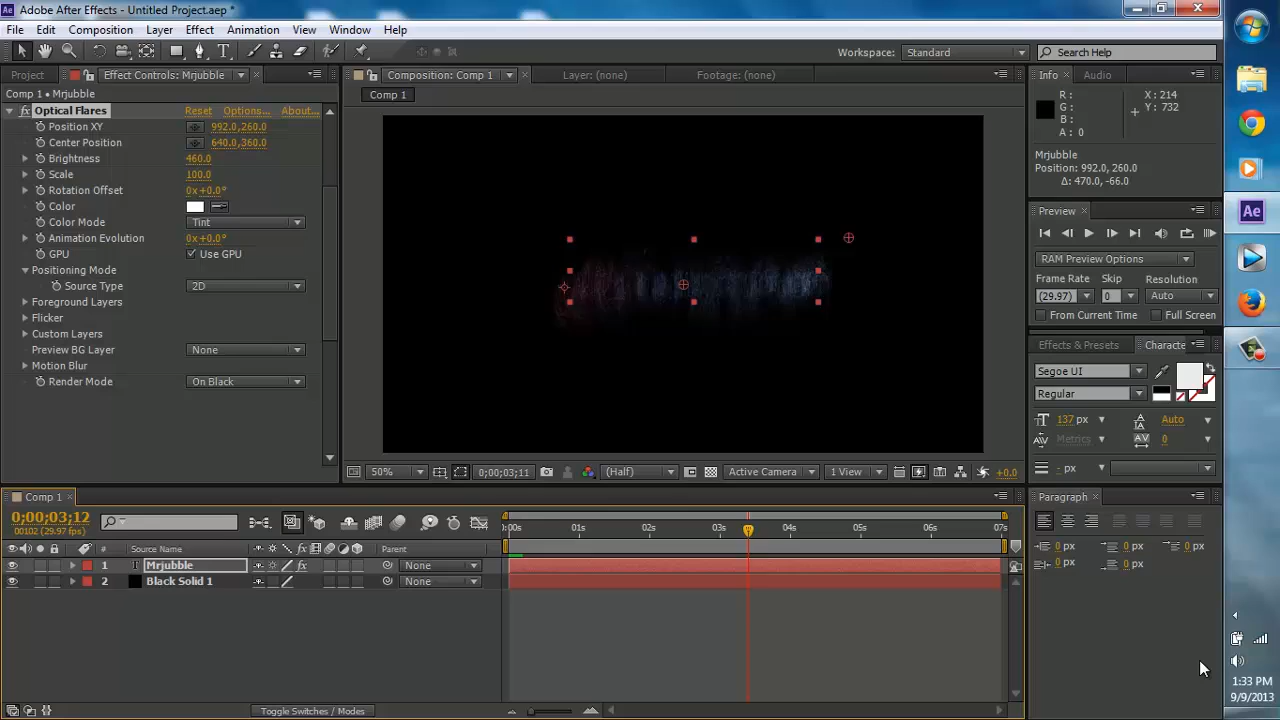 Adobe After Effects - Untitled Project.aep *
File Edit Composition Layer Effect Animation View Window Help
Workspace: Standard Search Help
Project Effect Controls: Mrjubble Composition: Comp 1 Layer: (none) Footage: (none) Info Audio
Comp 1 • Mrjubble
Comp 1
Optical Flares Reset Options... About...
Position XY 992.0,260.0
Center Position 640.0,360.0
Brightness 460.0
Scale 100.0
Rotation Offset 0x+0.0°
Color
Color Mode Tint
Animation Evolution 0x+0.0°
GPU Use GPU
Positioning Mode
Source Type 2D
Foreground Layers
Flicker
Custom Layers
Preview BG Layer None
Motion Blur
Render Mode On Black
50% 0;00;03;11 (Half) Active Camera 1 View +0.0
R : X : 214
G : Y : 732
B :
A : 0
Mrjubble
Position: 992.0, 260.0
Δ: 470.0, -66.0
Preview
RAM Preview Options
Frame Rate Skip Resolution
(29.97) 0 Auto
From Current Time Full Screen
Effects & Presets Characte
Segoe UI
Regular
137 px Auto
Metrics 0
- px
Paragraph
0 px 0 px 0 px
0 px 0 px
Comp 1
0;00;03;12
00102 (29.97 fps)
:00s 01s 02s 03s 04s 05s 06s 07s
# Source Name Parent
1 T Mrjubble None
2 Black Solid 1 None
Toggle Switches / Modes
1:33 PM
9/9/2013